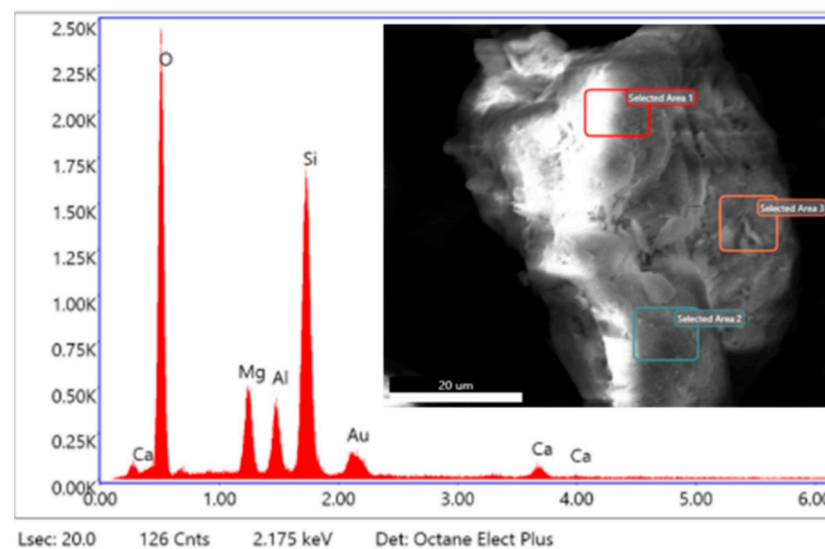 2.50K
2.25K
2.00K
1.75K
1.50K
1.25K
1.00K
0.75K
0.50K
0.25K
0.00K
O
Si
Mg
Al
Ca
Au
Ca
Ca
Selected Area 1
Selected Area 3
Selected Area 2
20 um
0.00 1.00 2.00 3.00 4.00 5.00
Lsec: 20.0 126 Cnts 2.175 keV Det: Octane Elect Plus